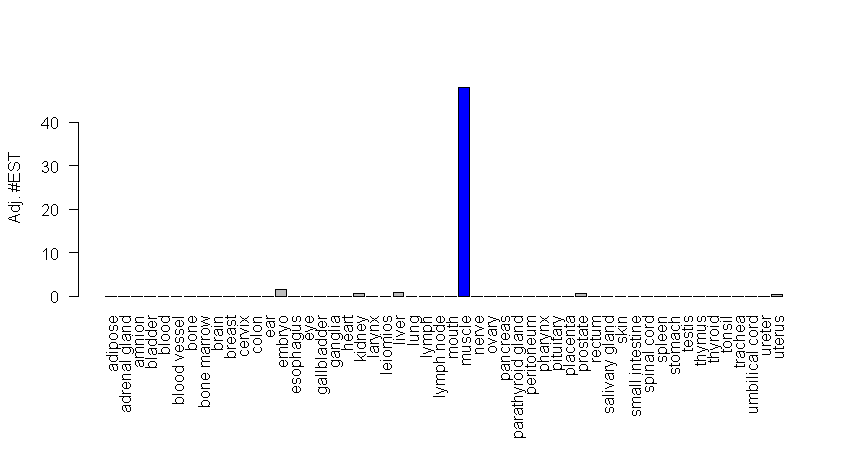 Adj. #EST
40
30
20
10
0
adipose
adrenal gland
amnion
bladder
blood
blood vessel
bone
bone marrow
brain
breast
cervix
colon
ear
embryo
esophagus
eye
gallbladder
ganglia
heart
kidney
larynx
leiomios
liver
lung
lymph
lymph node
mouth
muscle
nerve
ovary
pancreas
parathyroid gland
peritoneum
pharynx
pituitary
placenta
prostate
rectum
salivary gland
skin
small intestine
spinal cord
spleen
stomach
testis
thymus
thyroid
tonsil
trachea
umbilical cord
ureter
uterus